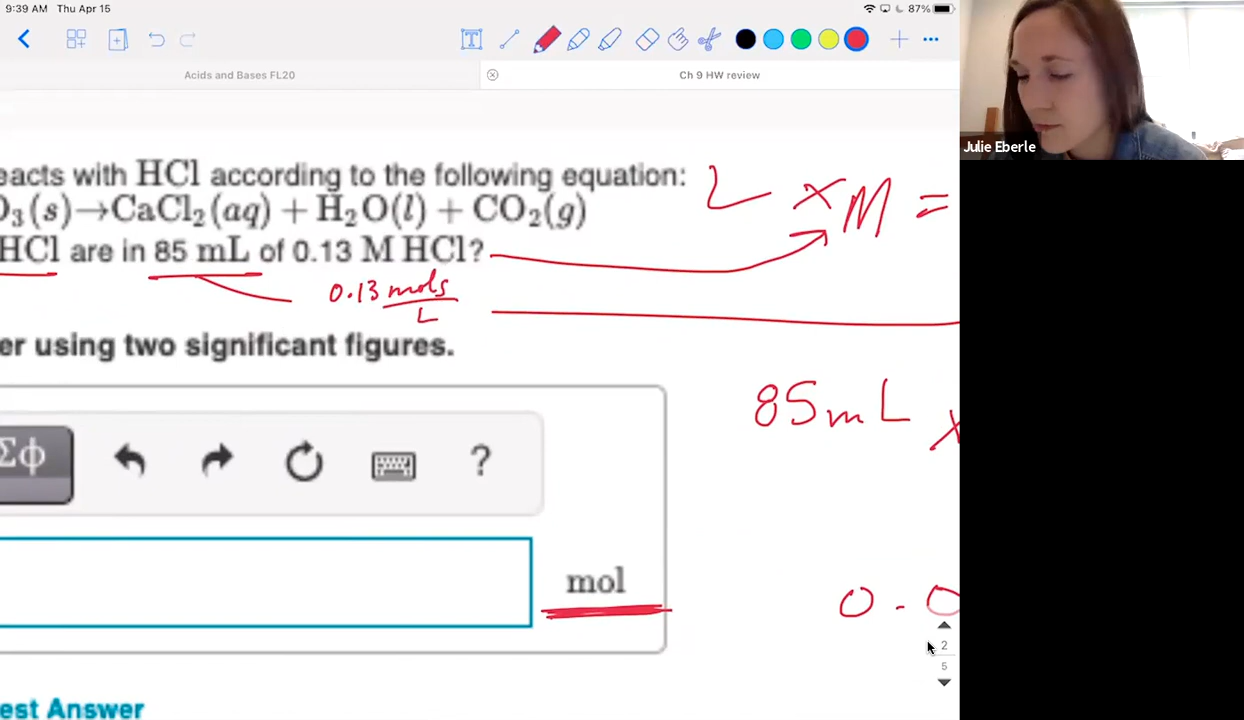 9:39 AM Thu Apr 15
87%
Acids and Bases FL20
Ch 9 HW review
Julie Eberle
eacts with HCl according to the following equation:
O₃(s)→CaCl₂(aq) + H₂O(l) + CO₂(g)
HCl are in 85 mL of 0.13 M HCl?
L × M =
0.13 mols
L
er using two significant figures.
85mL ×
Σϕ
?
mol
0.0
2
5
est Answer